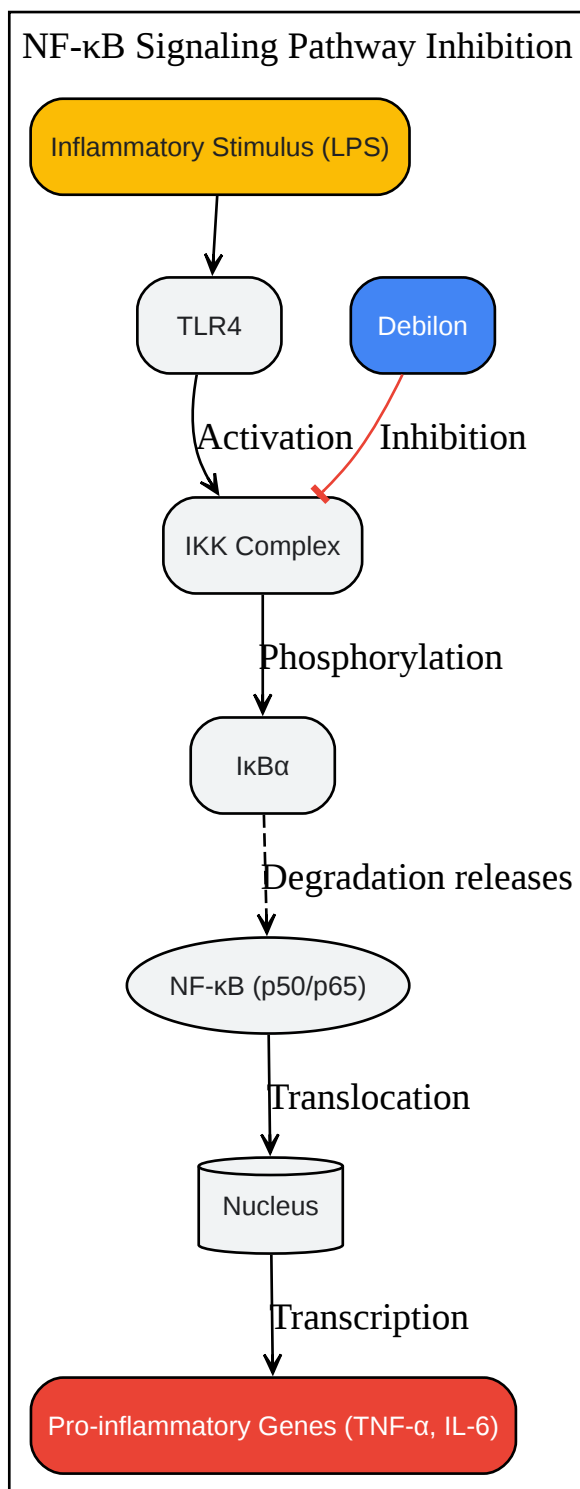 NF-κB Signaling Pathway Inhibition
Inflammatory Stimulus (LPS)
TLR4
Debilon
Activation
Inhibition
IKK Complex
Phosphorylation
IκBα
Degradation releases
NF-κB (p50/p65)
Translocation
Nucleus
Transcription
Pro-inflammatory Genes (TNF-α, IL-6)